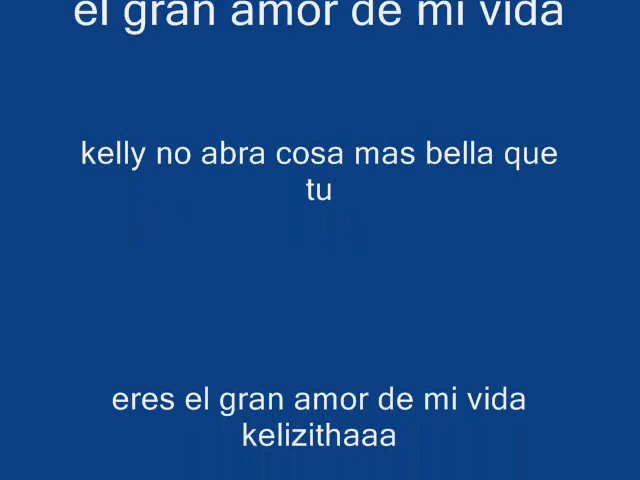 el gran amor de mi vida
kelly no abra cosa mas bella que
tu
eres el gran amor de mi vida
kelizithaaa